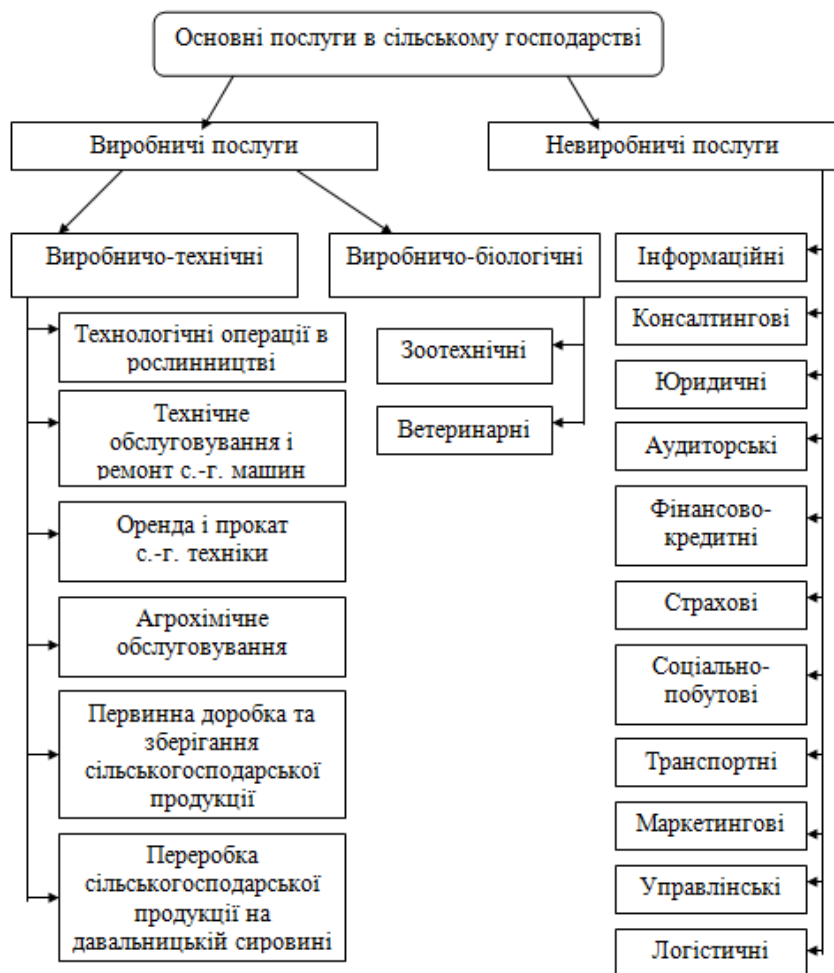 Основні послуги в сільському господарстві
Виробничі послуги
Невиробничі послуги
Виробничо-технічні
Виробничо-біологічні
Технологічні операції в
рослинництві
Технічне
обслуговування і
ремонт с.-г. машин
Оренда і прокат
с.-г. техніки
Агрохімічне
обслуговування
Первинна доробка та
зберігання
сільськогосподарської
продукції
Переробка
сільськогосподарської
продукції на
давальницькій сировині
Зоотехнічні
Ветеринарні
Інформаційні
Консалтингові
Юридичні
Аудиторські
Фінансово-
кредитні
Страхові
Соціально-
побутові
Транспортні
Маркетингові
Управлінські
Логістичні